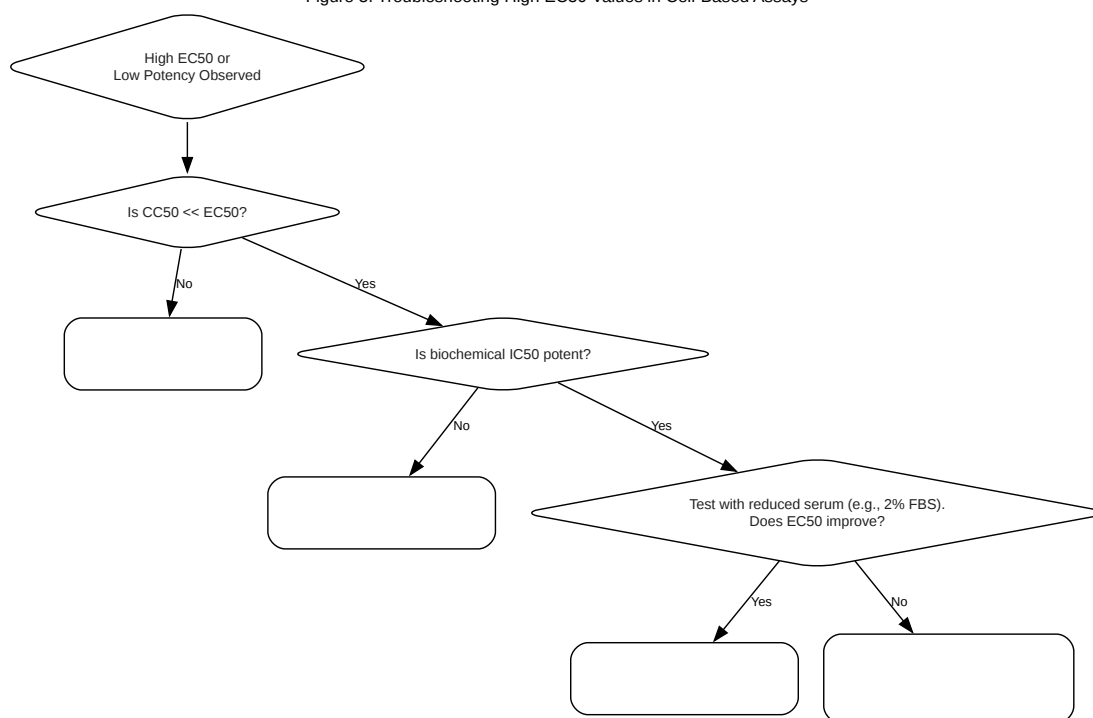 High EC50 or
Low Potency Observed
Is CC50 << EC50?
No
Yes
Is biochemical IC50 potent?
No
Yes
Test with reduced serum (e.g., 2% FBS).
Does EC50 improve?
Yes
No